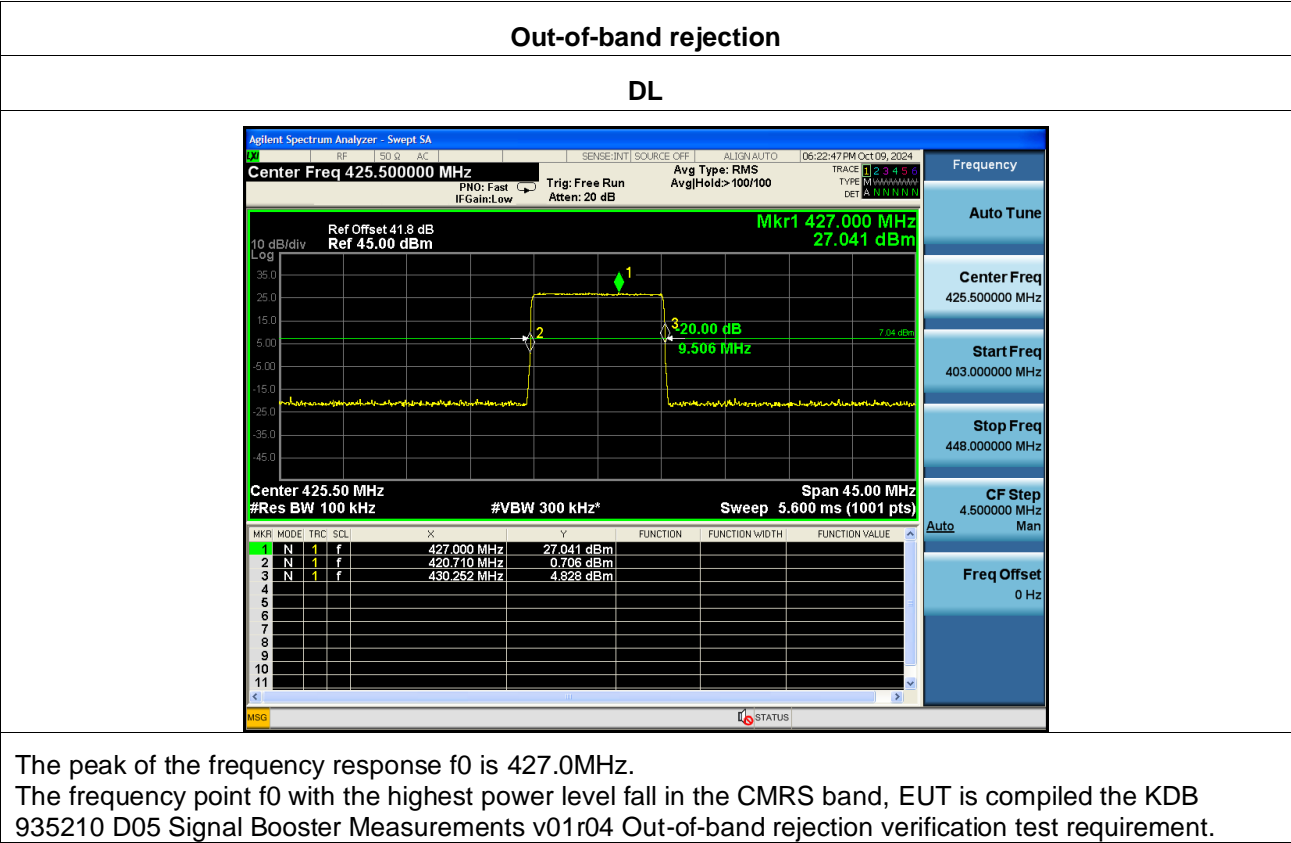 Out-of-band rejection
DL
Agilent Spectrum Analyzer - Swept SA
LXI RF 50 Ω AC SENSE:INT SOURCE OFF ALIGN AUTO 06:22:47 PM Oct 09, 2024
Center Freq 425.500000 MHz
PNO: Fast
IFGain:Low
Trig: Free Run
Atten: 20 dB
Avg Type: RMS
Avg|Hold:>100/100
TRACE 1 2 3 4 5 6
TYPE M
DET A N N N N N
Frequency
Auto Tune
Center Freq
425.500000 MHz
Start Freq
403.000000 MHz
Stop Freq
448.000000 MHz
CF Step
4.500000 MHz
Auto Man
Freq Offset
0 Hz
Mkr1 427.000 MHz
27.041 dBm
Ref Offset 41.8 dB
10 dB/div Ref 45.00 dBm
Log
35.0
25.0
15.0
5.00
-5.00
-15.0
-25.0
-35.0
-45.0
1
2
3
-20.00 dB
9.506 MHz
7.04 dBm
Center 425.50 MHz Span 45.00 MHz
#Res BW 100 kHz #VBW 300 kHz* Sweep 5.600 ms (1001 pts)
MKR MODE TRC SCL X Y FUNCTION FUNCTION WIDTH FUNCTION VALUE
1 N 1 f 427.000 MHz 27.041 dBm
2 N 1 f 420.710 MHz 0.706 dBm
3 N 1 f 430.252 MHz 4.828 dBm
4
5
6
7
8
9
10
11
MSG STATUS
The peak of the frequency response f0 is 427.0MHz.
The frequency point f0 with the highest power level fall in the CMRS band, EUT is compiled the KDB
935210 D05 Signal Booster Measurements v01r04 Out-of-band rejection verification test requirement.